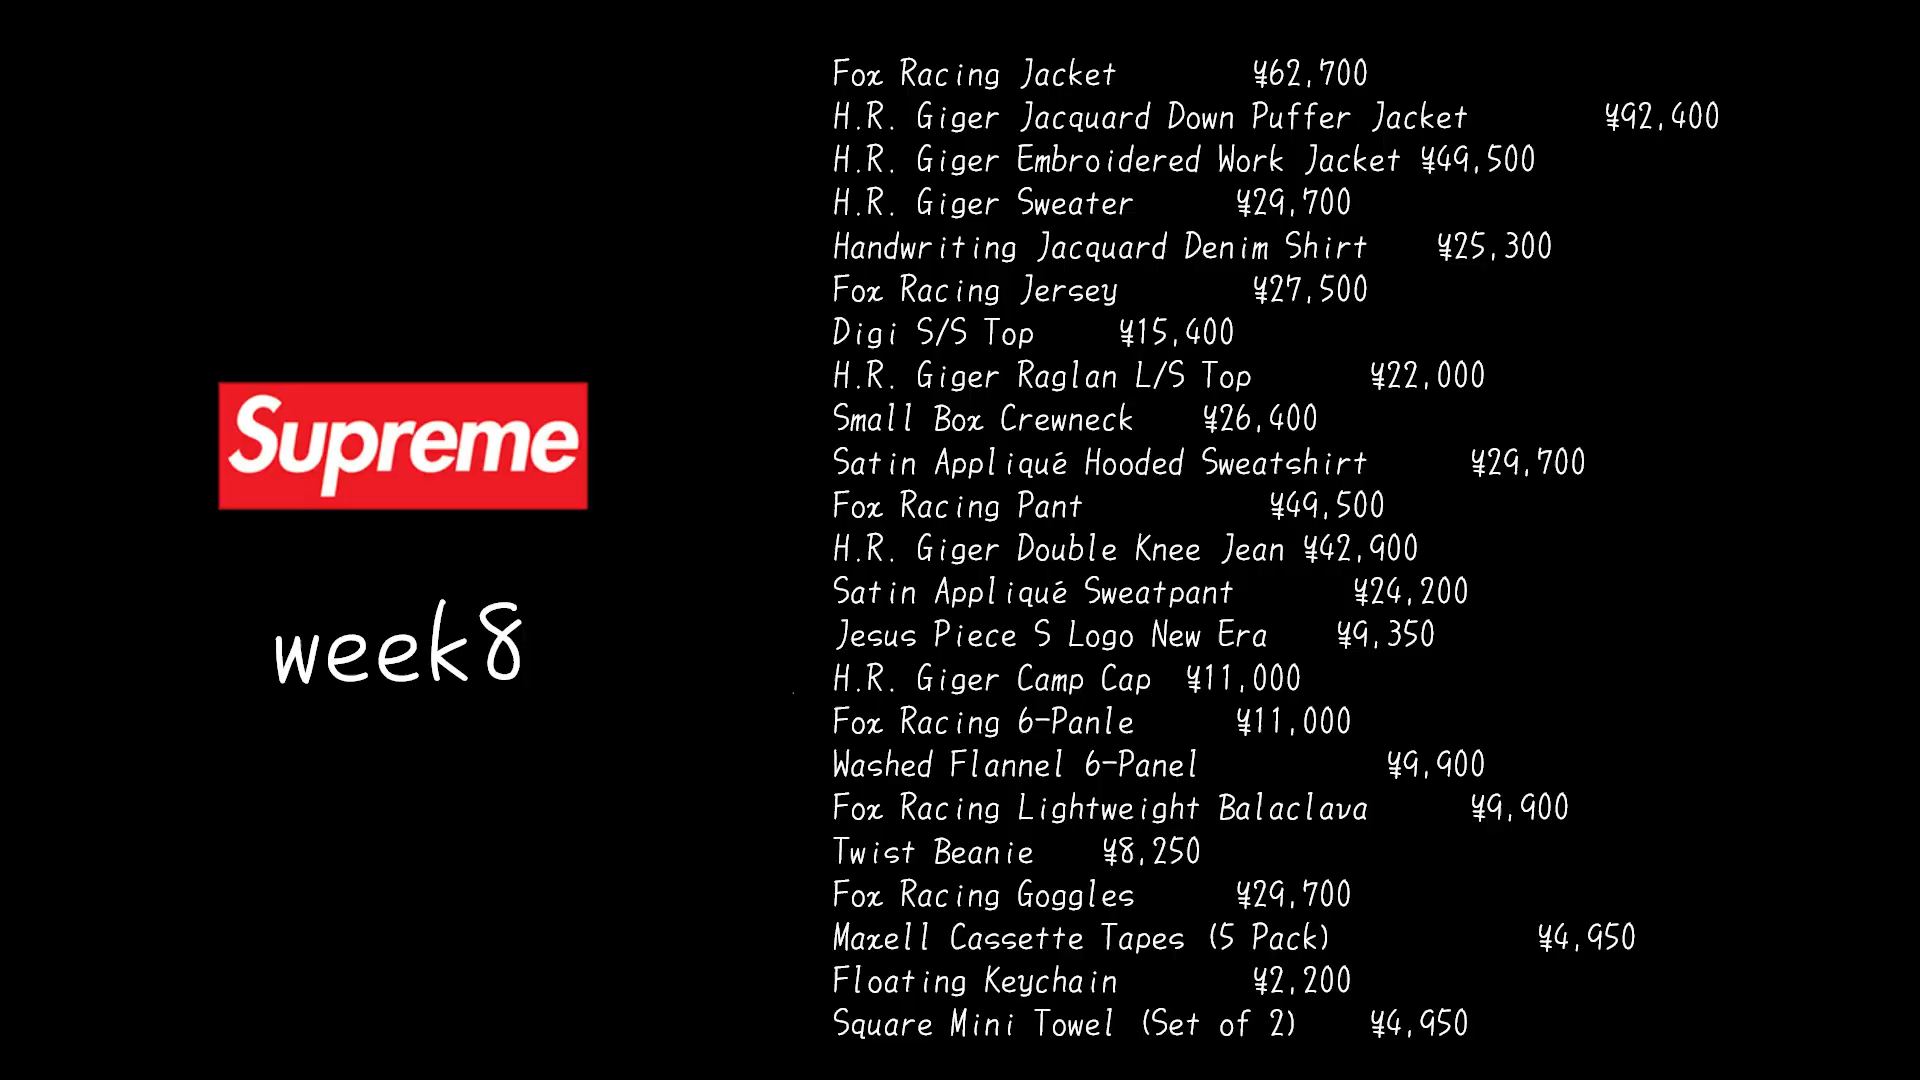 Supreme
week8
Fox Racing Jacket ¥62,700
H.R. Giger Jacquard Down Puffer Jacket ¥92,400
H.R. Giger Embroidered Work Jacket ¥49,500
H.R. Giger Sweater ¥29,700
Handwriting Jacquard Denim Shirt ¥25,300
Fox Racing Jersey ¥27,500
Digi S/S Top ¥15,400
H.R. Giger Raglan L/S Top ¥22,000
Small Box Crewneck ¥26,400
Satin Appliqué Hooded Sweatshirt ¥29,700
Fox Racing Pant ¥49,500
H.R. Giger Double Knee Jean ¥42,900
Satin Appliqué Sweatpant ¥24,200
Jesus Piece S Logo New Era ¥9,350
H.R. Giger Camp Cap ¥11,000
Fox Racing 6-Panle ¥11,000
Washed Flannel 6-Panel ¥9,900
Fox Racing Lightweight Balaclava ¥9,900
Twist Beanie ¥8,250
Fox Racing Goggles ¥29,700
Maxell Cassette Tapes (5 Pack) ¥4,950
Floating Keychain ¥2,200
Square Mini Towel (Set of 2) ¥4,950